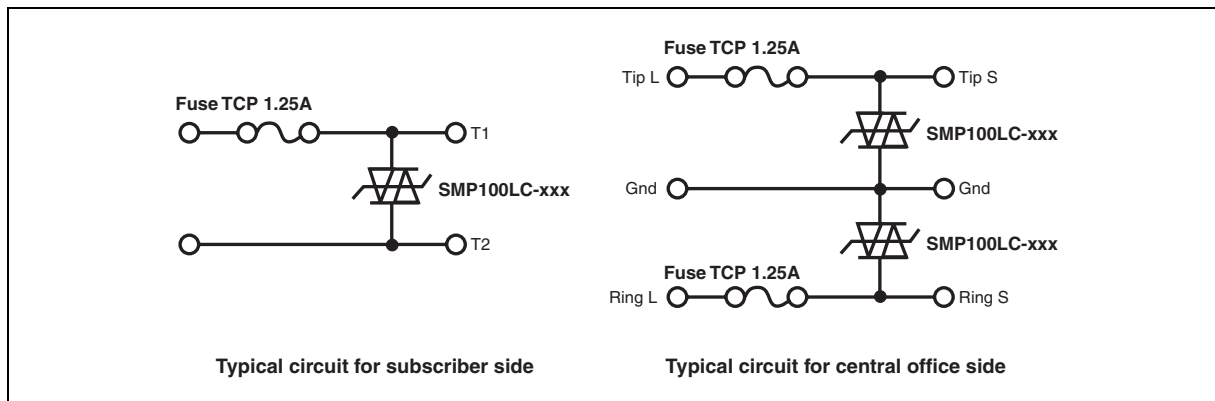 Fuse TCP 1.25A
T1
SMP100LC-xxx
T2
Typical circuit for subscriber side
Fuse TCP 1.25A
Tip L
Tip S
SMP100LC-xxx
Gnd
Gnd
SMP100LC-xxx
Fuse TCP 1.25A
Ring L
Ring S
Typical circuit for central office side